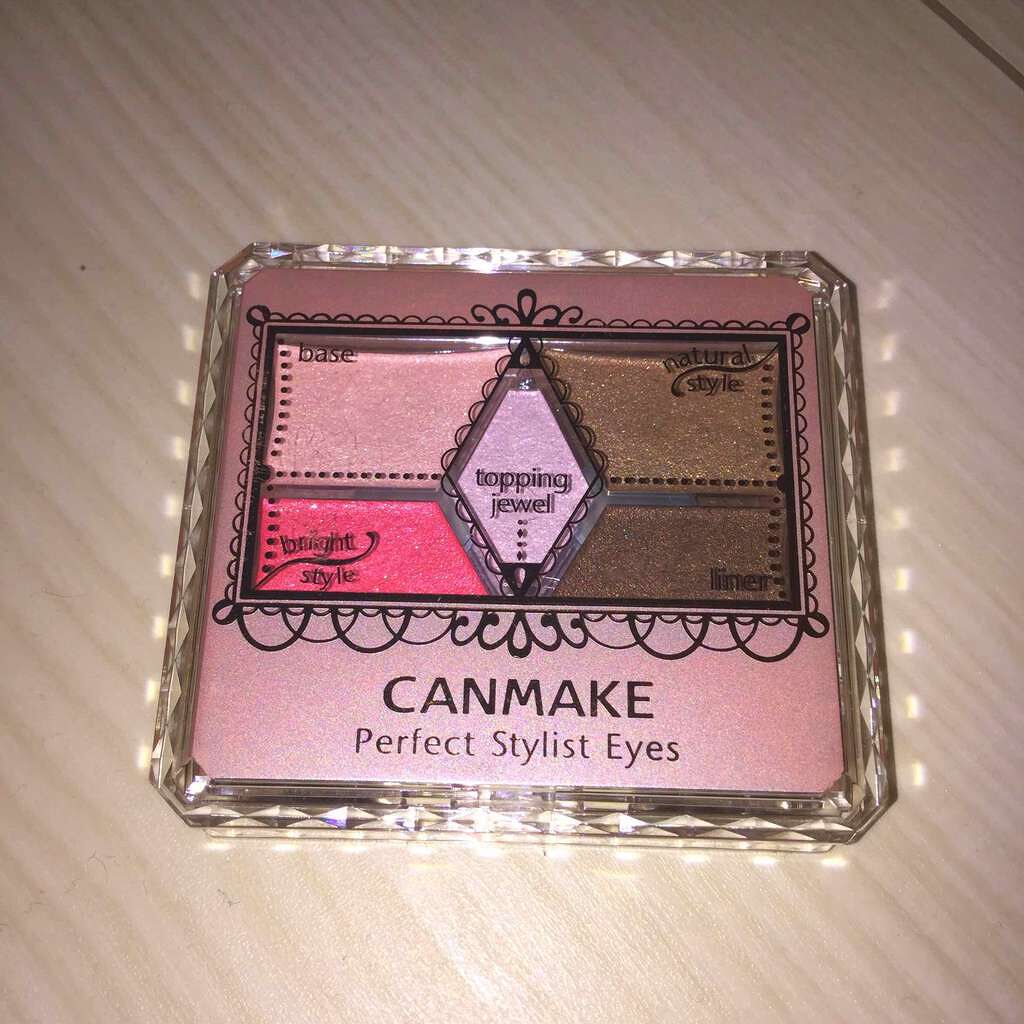 base
natural
style
topping
jewel
bright
style
liner
CANMAKE
Perfect Stylist Eyes